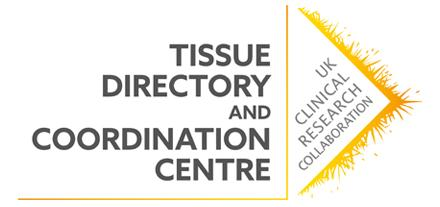 TISSUE
DIRECTORY
AND
COORDINATION
CENTRE
UK
CLINICAL
RESEARCH
COLLABORATION